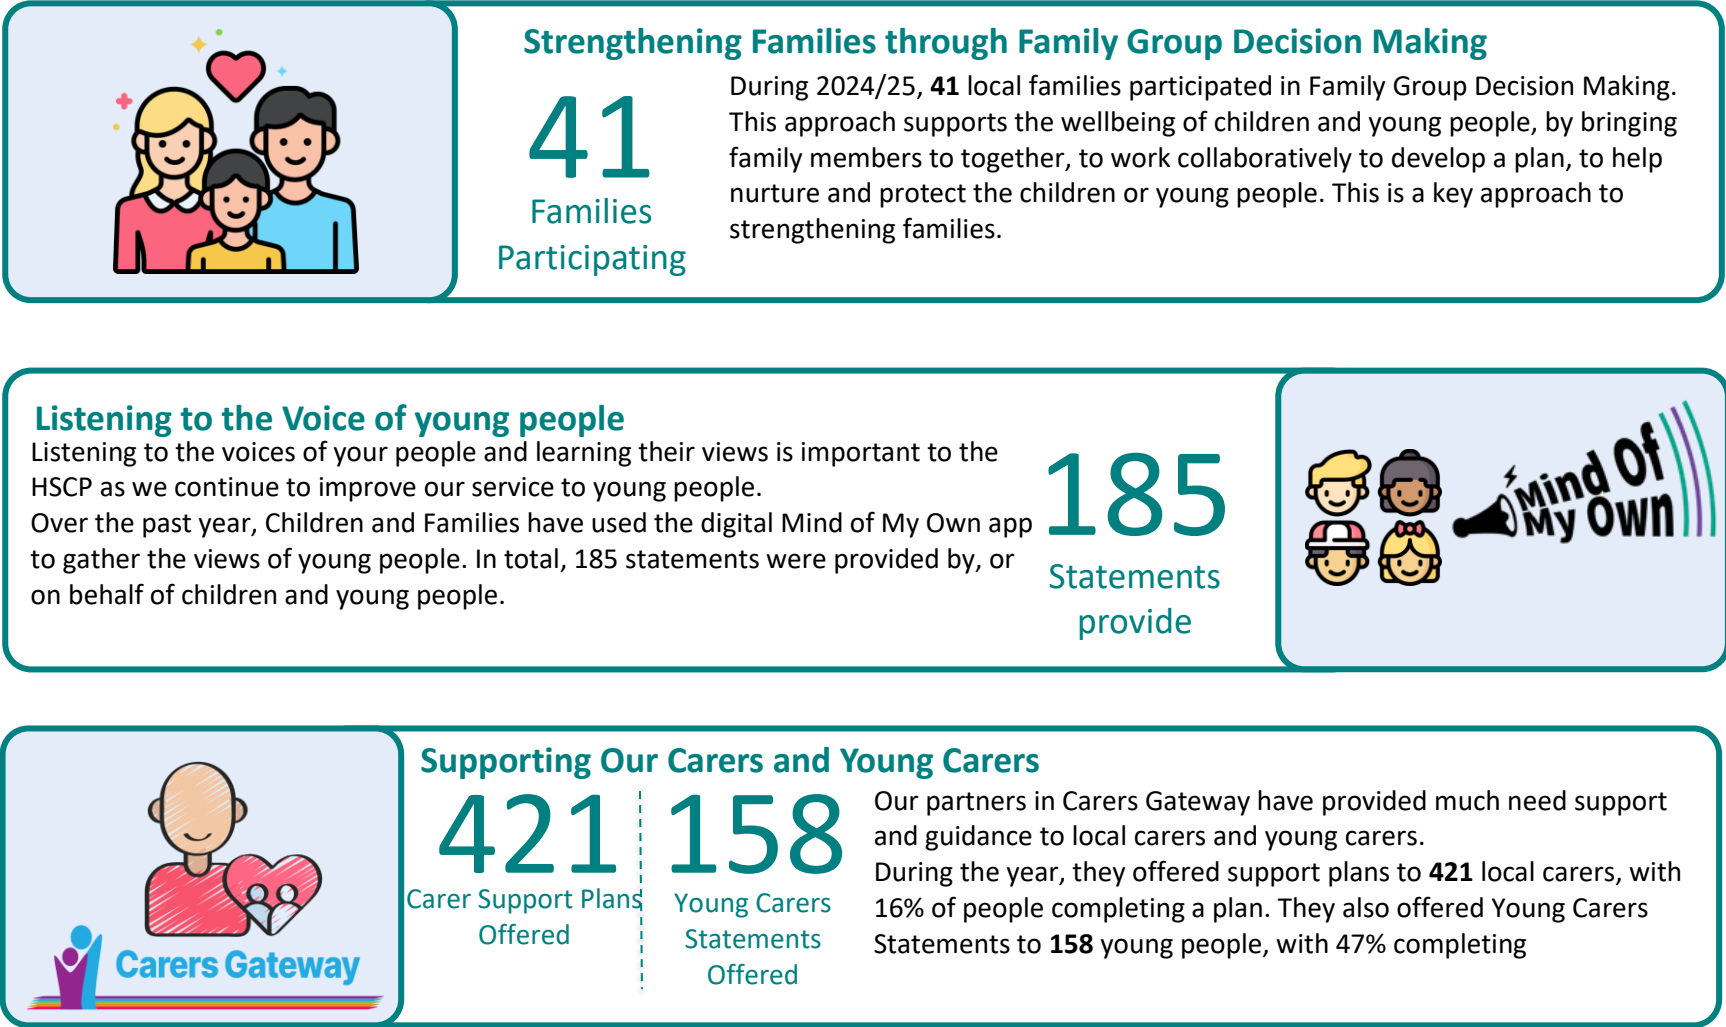 Strengthening Families through Family Group Decision Making
41
Families
Participating
During 2024/25, 41 local families participated in Family Group Decision Making.
This approach supports the wellbeing of children and young people, by bringing
family members to together, to work collaboratively to develop a plan, to help
nurture and protect the children or young people. This is a key approach to
strengthening families.
Listening to the Voice of young people
Listening to the voices of your people and learning their views is important to the
HSCP as we continue to improve our service to young people.
Over the past year, Children and Families have used the digital Mind of My Own app
to gather the views of young people. In total, 185 statements were provided by, or
on behalf of children and young people.
185
Statements
provide
Mind Of
My Own
Supporting Our Carers and Young Carers
421
Carer Support Plans
Offered
158
Young Carers
Statements
Offered
Our partners in Carers Gateway have provided much need support
and guidance to local carers and young carers.
During the year, they offered support plans to 421 local carers, with
16% of people completing a plan. They also offered Young Carers
Statements to 158 young people, with 47% completing
Carers Gateway